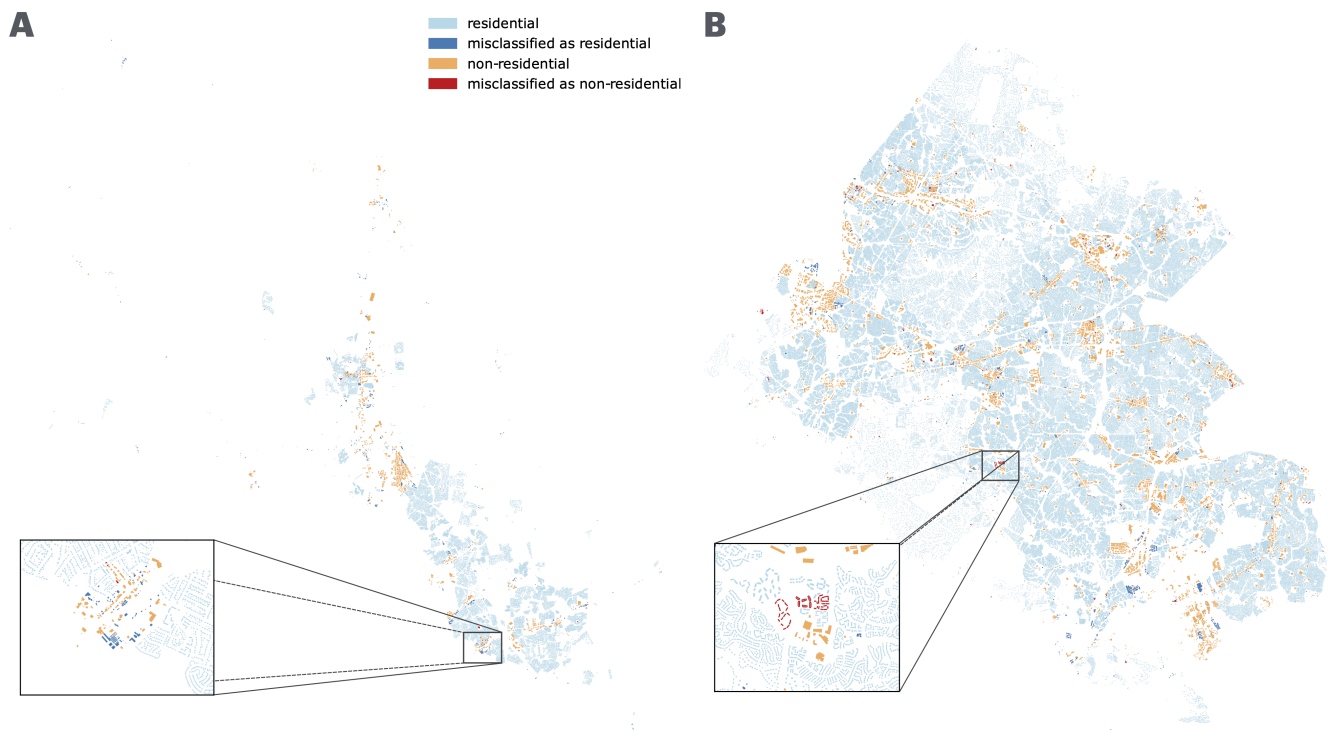 A
B
residential
misclassified as residential
non-residential
misclassified as non-residential